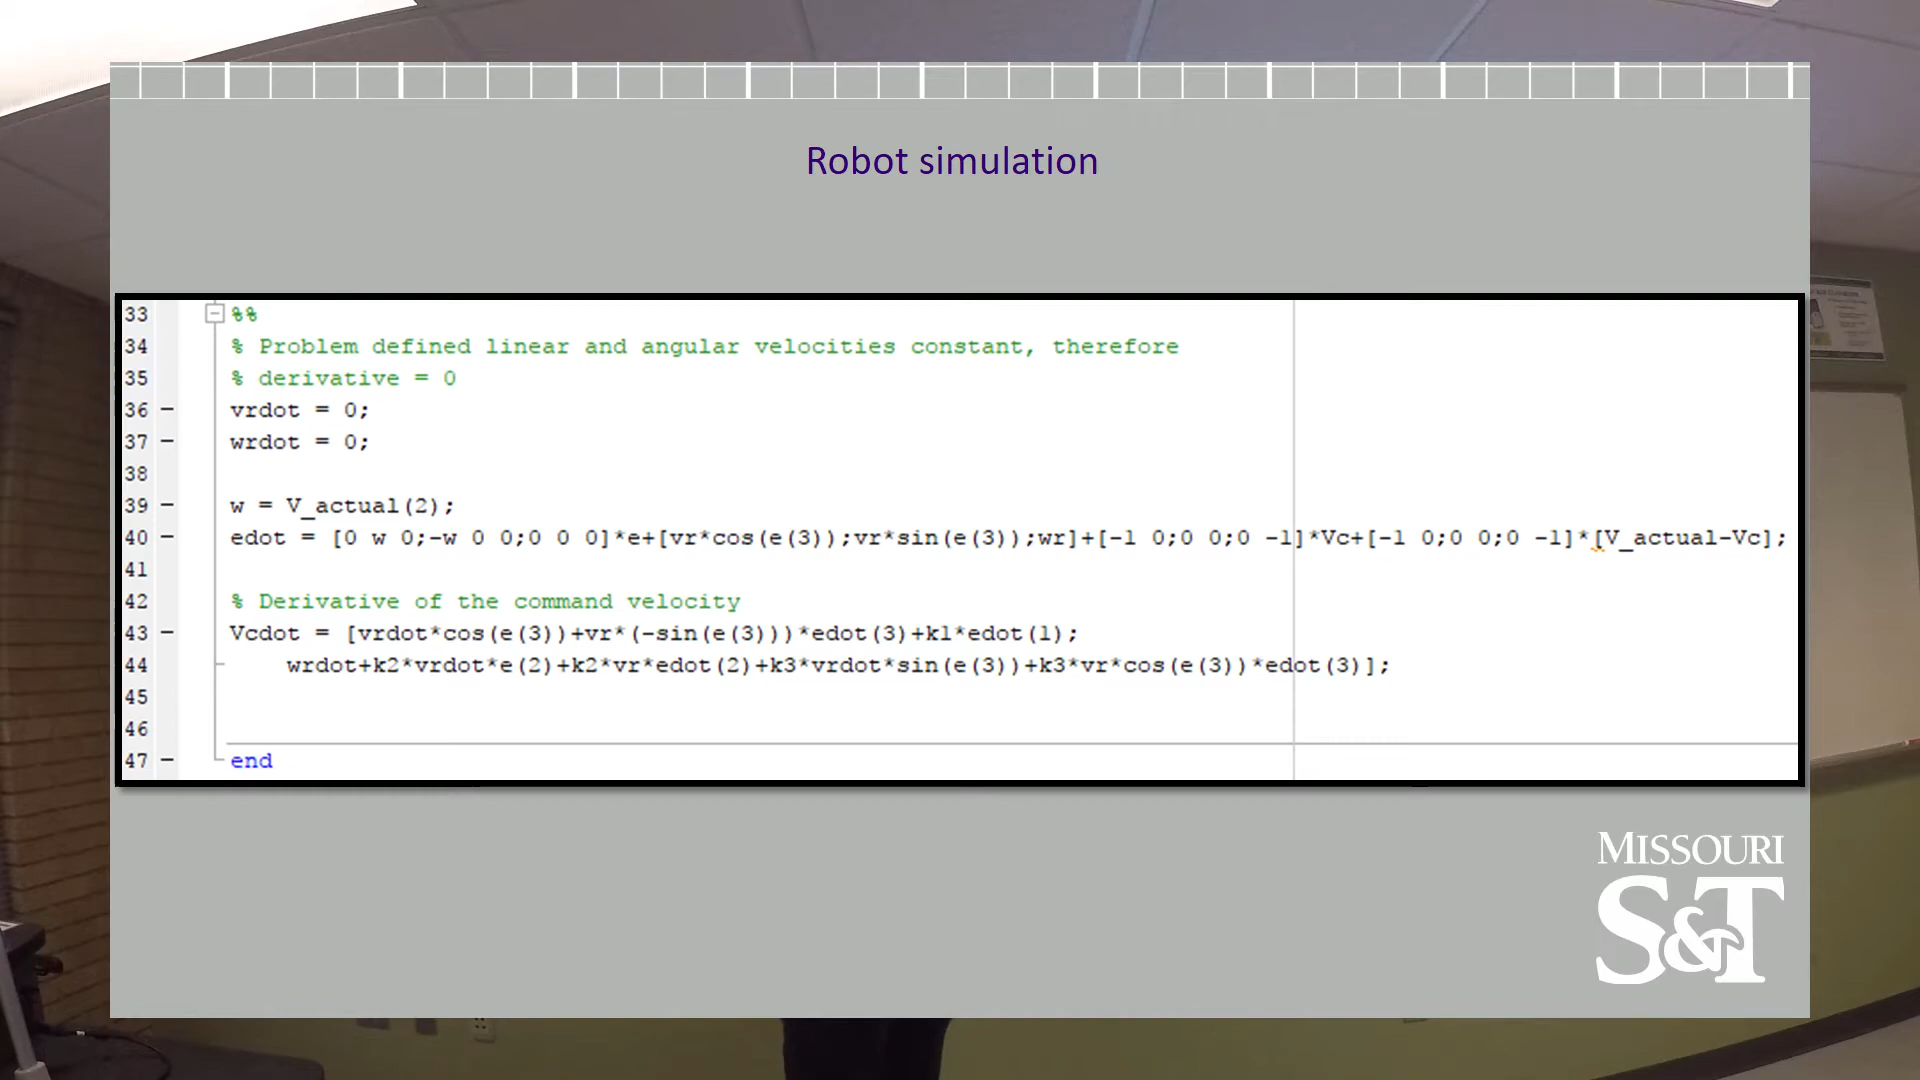 Robot simulation
33 %%
34 % Problem defined linear and angular velocities constant, therefore
35 % derivative = 0
36 vrdot = 0;
37 wrdot = 0;
38
39 w = V_actual(2);
40 edot = [0 w 0;-w 0 0;0 0 0]*e+[vr*cos(e(3));vr*sin(e(3));wr]+[-1 0;0 0;0 -1]*Vc+[-1 0;0 0;0 -1]*[V_actual-Vc];
41
42 % Derivative of the command velocity
43 Vcdot = [vrdot*cos(e(3))+vr*(-sin(e(3)))*edot(3)+k1*edot(1);
44 wrdot+k2*vrdot*e(2)+k2*vr*edot(2)+k3*vrdot*sin(e(3))+k3*vr*cos(e(3))*edot(3)];
45
46
47 end
MISSOURI
S&T